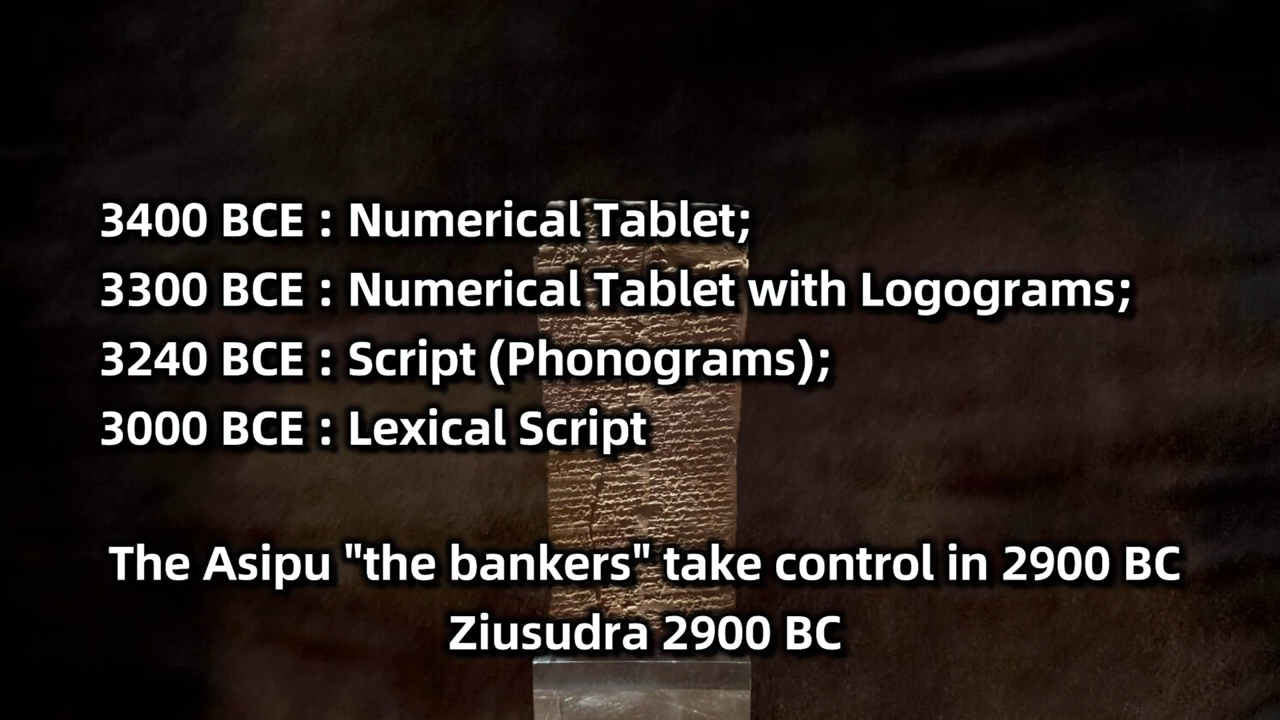 3400 BCE : Numerical Tablet;
3300 BCE : Numerical Tablet with Logograms;
3240 BCE : Script (Phonograms);
3000 BCE : Lexical Script
The Asipu "the bankers" take control in 2900 BC
Ziusudra 2900 BC